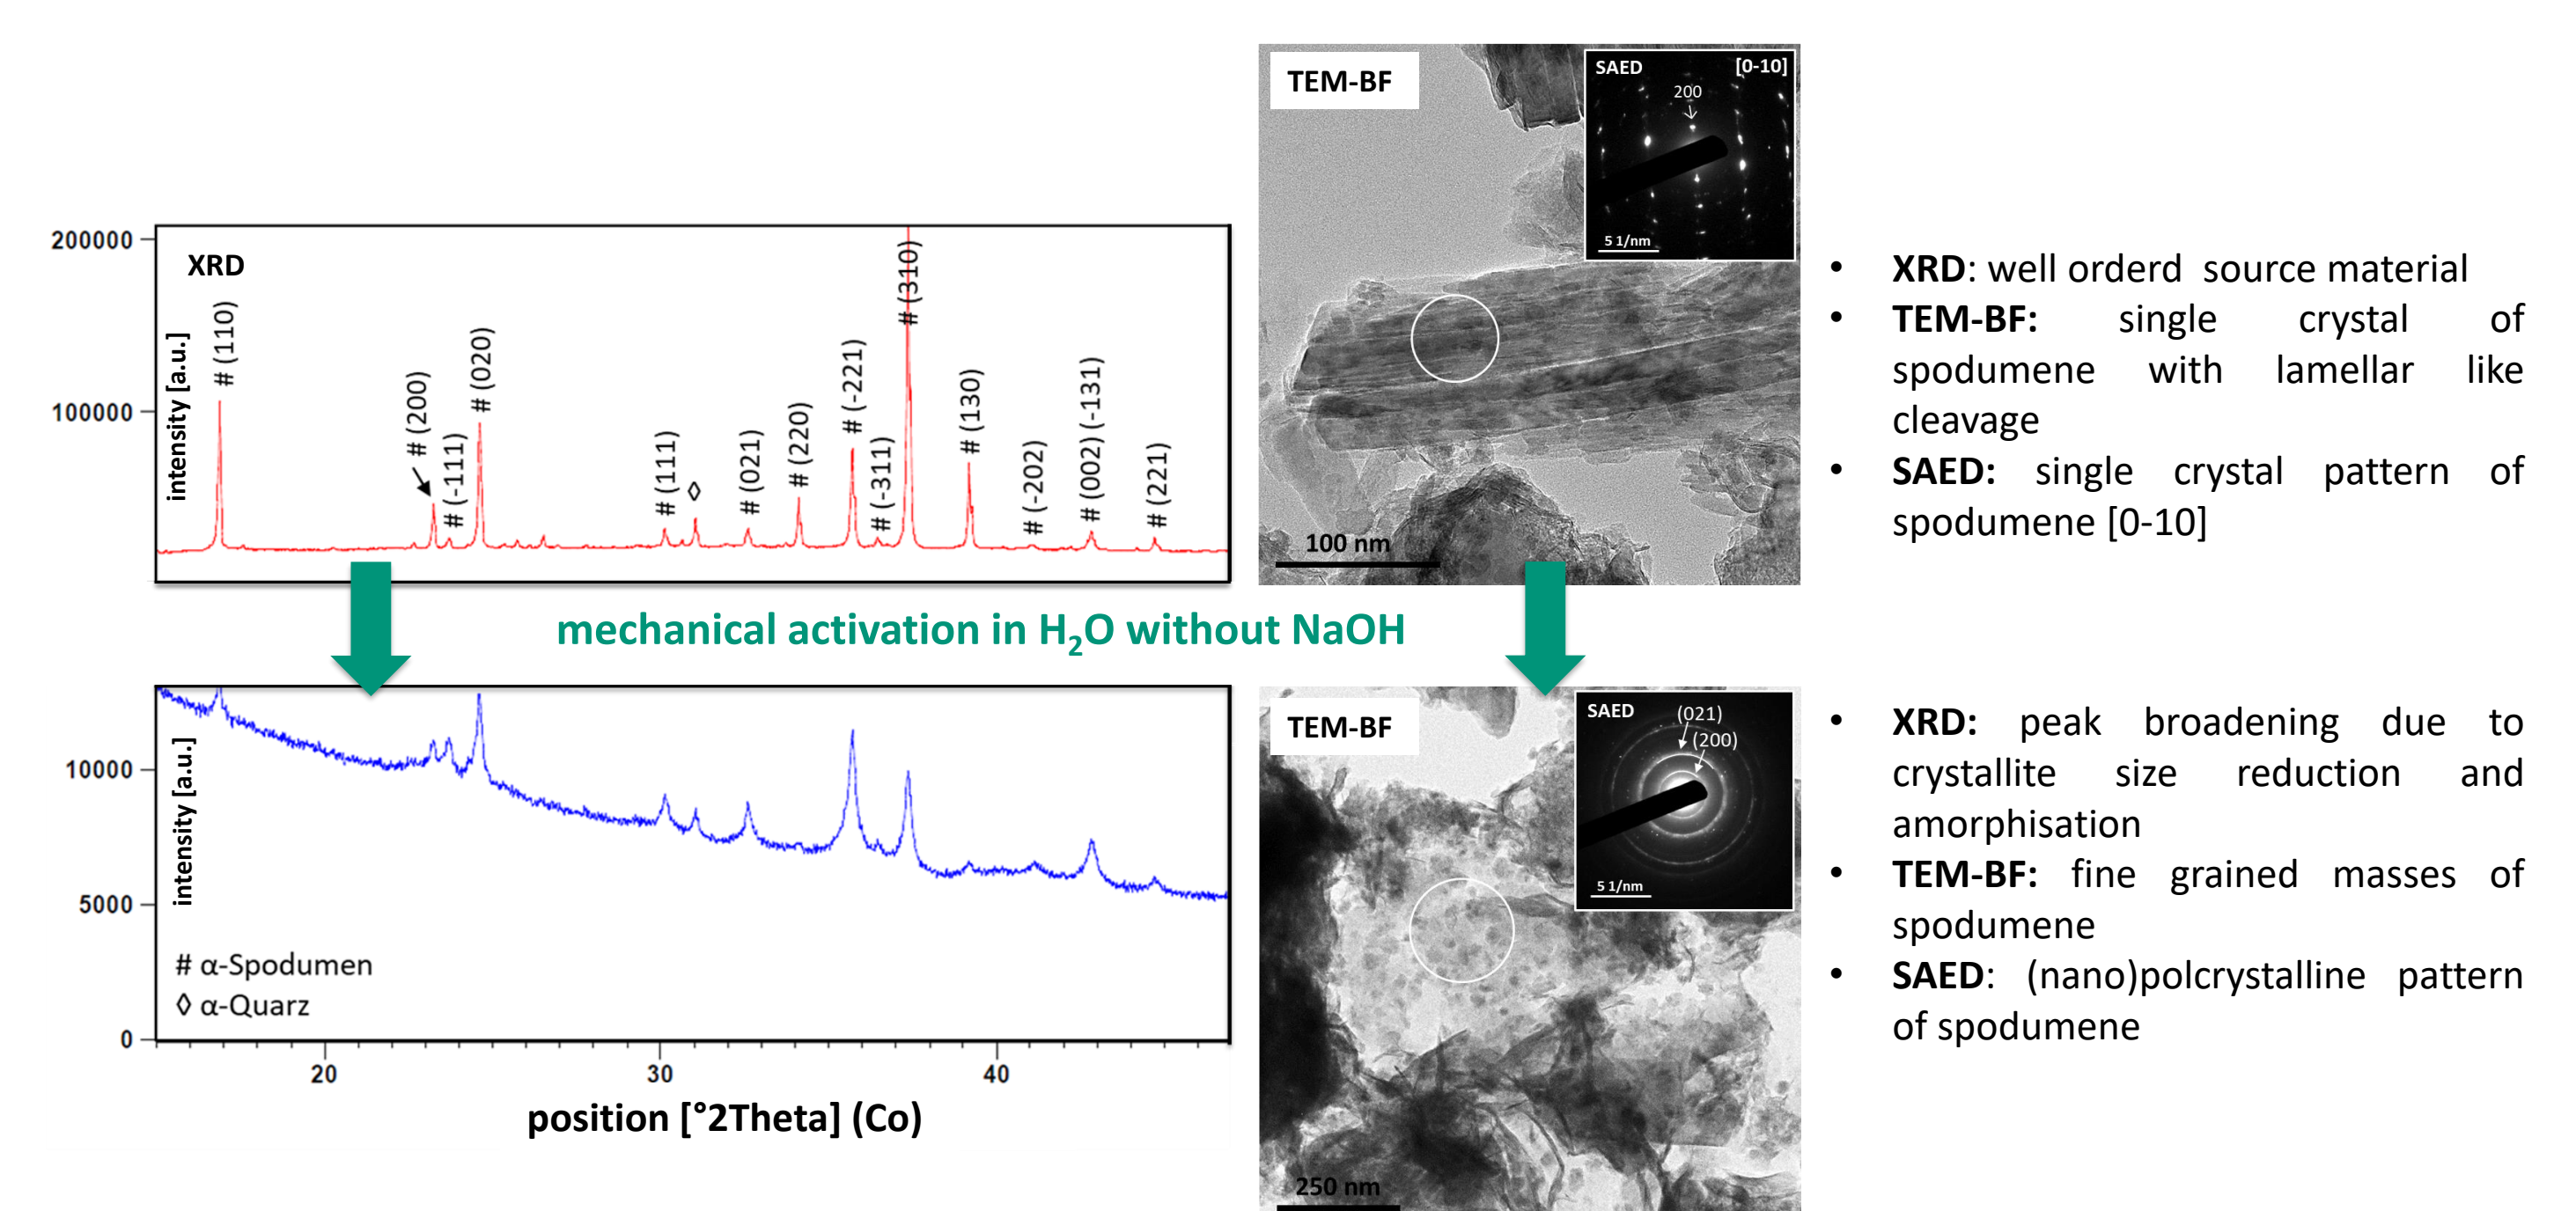 200000
100000
XRD
intensity [a.u.]
# (110)
# (200)
# (-111)
# (020)
# (111)
◊
# (021)
# (220)
# (-221)
# (-311)
# (310)
# (130)
# (-202)
# (002) (-131)
# (221)
TEM-BF
SAED
[0-10]
200
5 1/nm
100 nm
• XRD: well orderd source material
• TEM-BF: single crystal of
spodumene with lamellar like
cleavage
• SAED: single crystal pattern of
spodumene [0-10]
mechanical activation in H₂O without NaOH
10000
5000
0
intensity [a.u.]
# α-Spodumen
◊ α-Quarz
20
30
40
position [°2Theta] (Co)
TEM-BF
SAED
(021)
(200)
5 1/nm
250 nm
• XRD: peak broadening due to
crystallite size reduction and
amorphisation
• TEM-BF: fine grained masses of
spodumene
• SAED: (nano)polcrystalline pattern
of spodumene